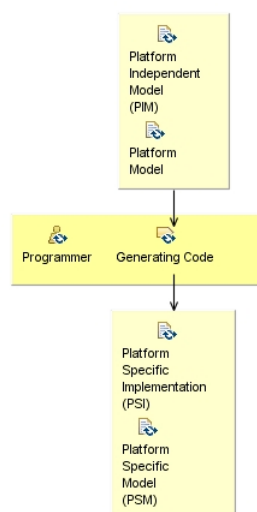 Platform
Independent
Model
(PIM)
Platform
Model
Programmer Generating Code
Platform
Specific
Implementation
(PSI)
Platform
Specific
Model
(PSM)